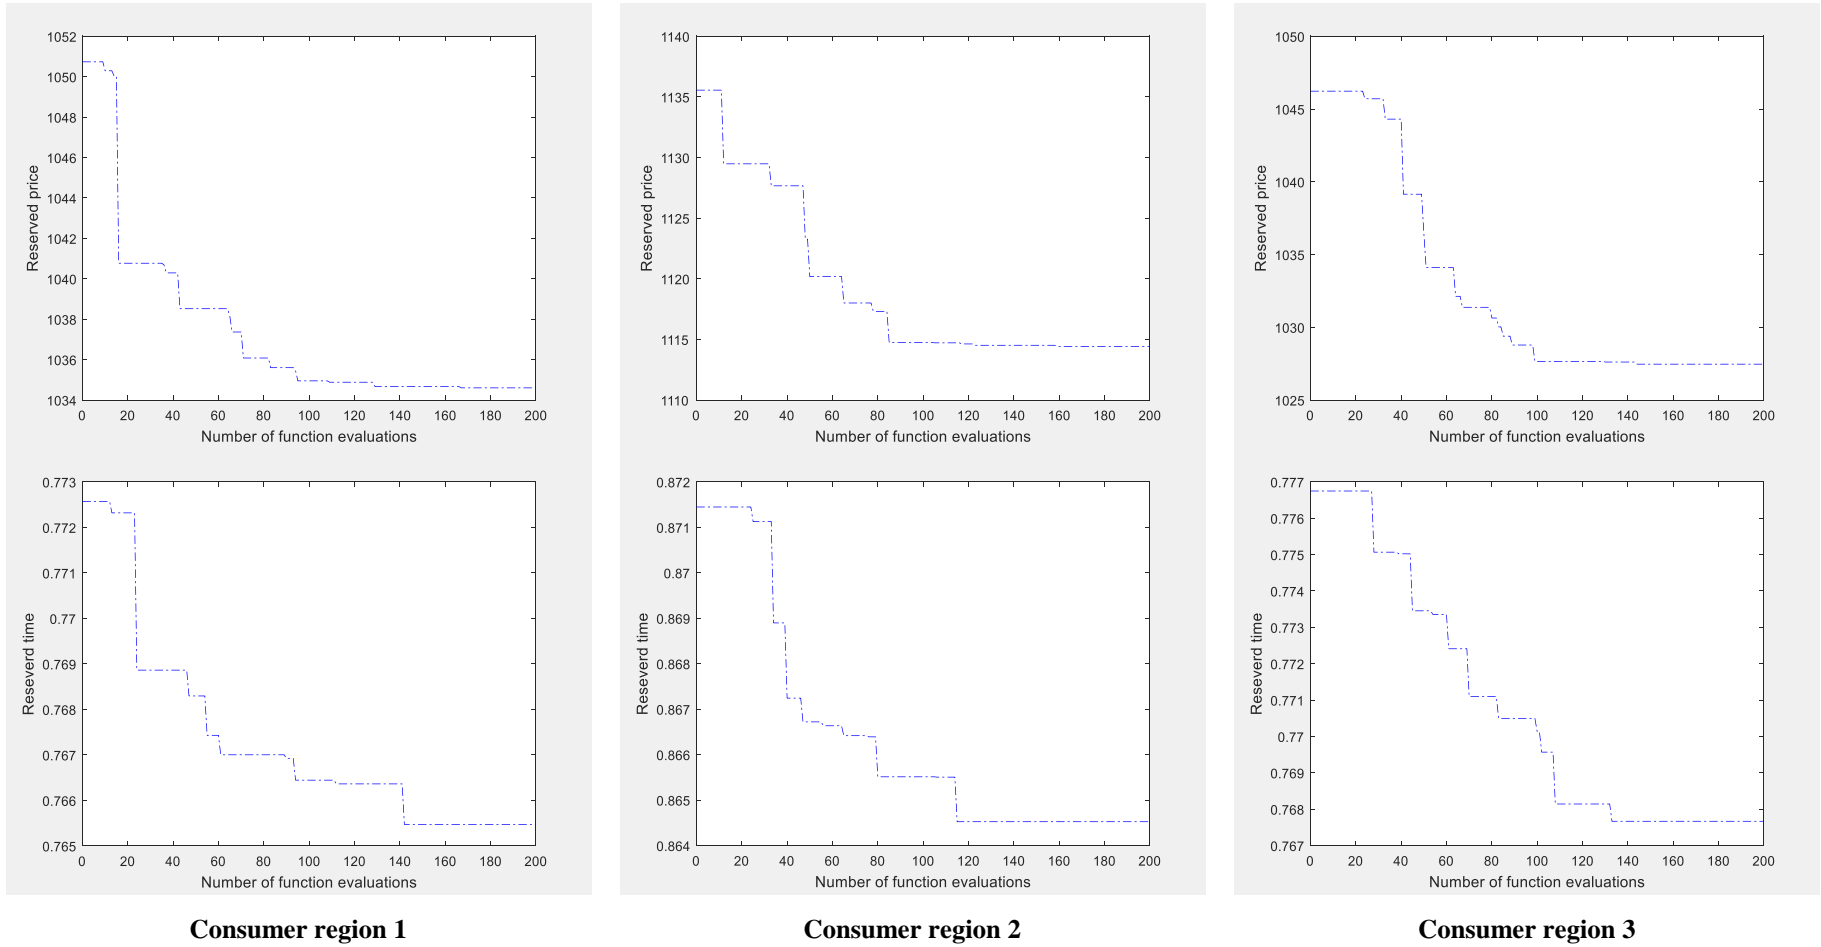 1052
1050
1048
1046
1044
1042
1040
1038
1036
1034
Reserved price
0 20 40 60 80 100 120 140 160 180 200
Number of function evaluations
1140
1135
1130
1125
1120
1115
1110
Reserved price
0 20 40 60 80 100 120 140 160 180 200
Number of function evaluations
1050
1045
1040
1035
1030
1025
Reserved price
0 20 40 60 80 100 120 140 160 180 200
Number of function evaluations
0.773
0.772
0.771
0.77
0.769
0.768
0.767
0.766
0.765
Reseverd time
0 20 40 60 80 100 120 140 160 180 200
Number of function evaluations
0.872
0.871
0.87
0.869
0.868
0.867
0.866
0.865
0.864
Reseverd time
0 20 40 60 80 100 120 140 160 180 200
Number of function evaluations
0.777
0.776
0.775
0.774
0.773
0.772
0.771
0.77
0.769
0.768
0.767
Reseverd time
0 20 40 60 80 100 120 140 160 180 200
Number of function evaluations
Consumer region 1
Consumer region 2
Consumer region 3